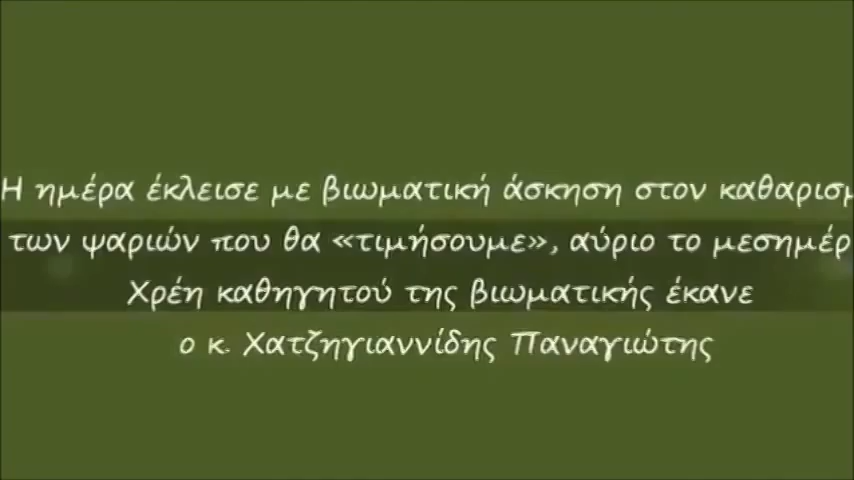 Η ημέρα έκλεισε με βιωματική άσκηση στον καθαρισμ
των ψαριών που θα «τιμήσουμε», αύριο το μεσημέρ
Χρέη καθηγητού της βιωματικής έκανε
ο κ. Χατζηγιαννίδης Παναγιώτης